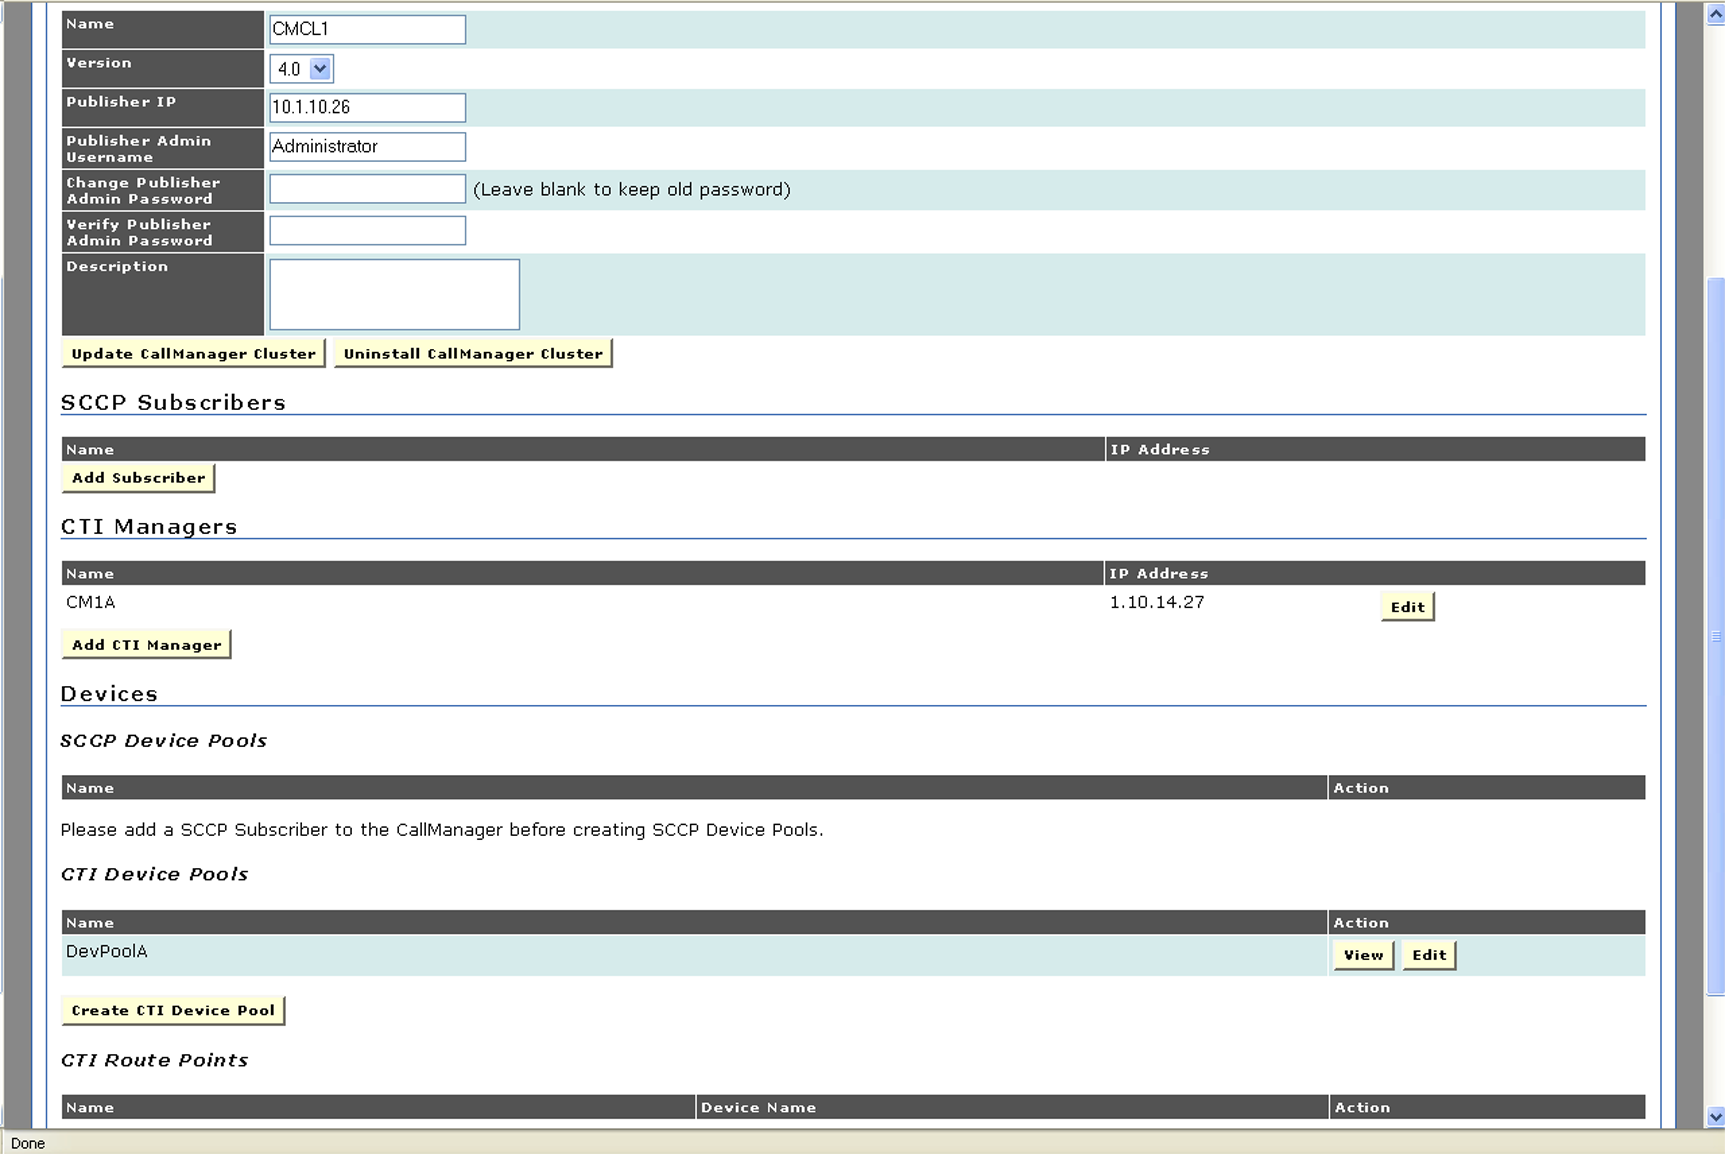 Name CMCL1
Version 4.0
Publisher IP 10.1.10.26
Publisher Admin Username Administrator
Change Publisher Admin Password (Leave blank to keep old password)
Verify Publisher Admin Password
Description
Update CallManager Cluster Uninstall CallManager Cluster
SCCP Subscribers
Name IP Address
Add Subscriber
CTI Managers
Name IP Address
CM1A 1.10.14.27 Edit
Add CTI Manager
Devices
SCCP Device Pools
Name Action
Please add a SCCP Subscriber to the CallManager before creating SCCP Device Pools.
CTI Device Pools
Name Action
DevPoolA View Edit
Create CTI Device Pool
CTI Route Points
Name Device Name Action
Done